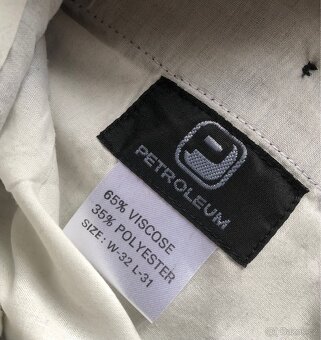 PETROLEUM
65% VISCOSE
35% POLYESTER
SIZE : W-32 L-31